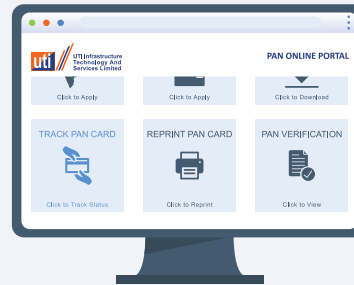 uti
UTI Infrastructure
Technology And
Services Limited
PAN ONLINE PORTAL
Click to Apply
Click to Apply
Click to Download
TRACK PAN CARD
REPRINT PAN CARD
PAN VERIFICATION
Click to Track Status
Click to Reprint
Click to View